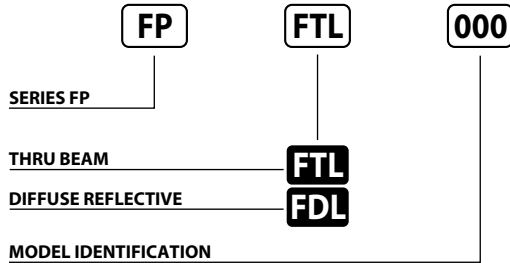 FP FTL 000
SERIES FP
THRU BEAM FTL
DIFFUSE REFLECTIVE FDL
MODEL IDENTIFICATION